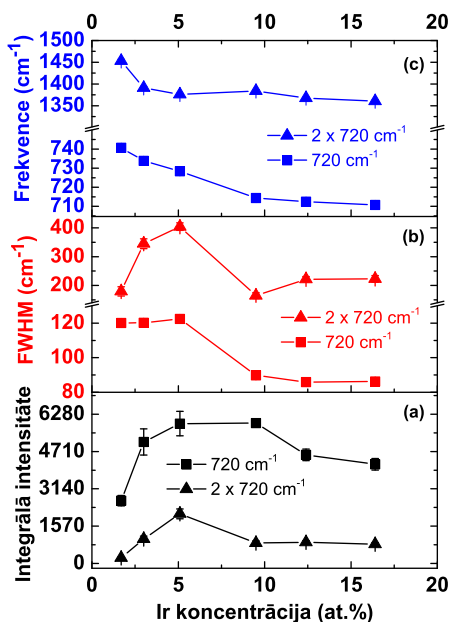 0 5 10 15 20
1500
1450
1400
1350
740
730
720
710
Frekvence (cm-1)
(c)
2 x 720 cm-1
720 cm-1
400
300
200
120
100
80
FWHM (cm-1)
(b)
2 x 720 cm-1
720 cm-1
6280
4710
3140
1570
0
Integrālā intensitāte
(a)
720 cm-1
2 x 720 cm-1
0 5 10 15 20
Ir koncentrācija (at.%)